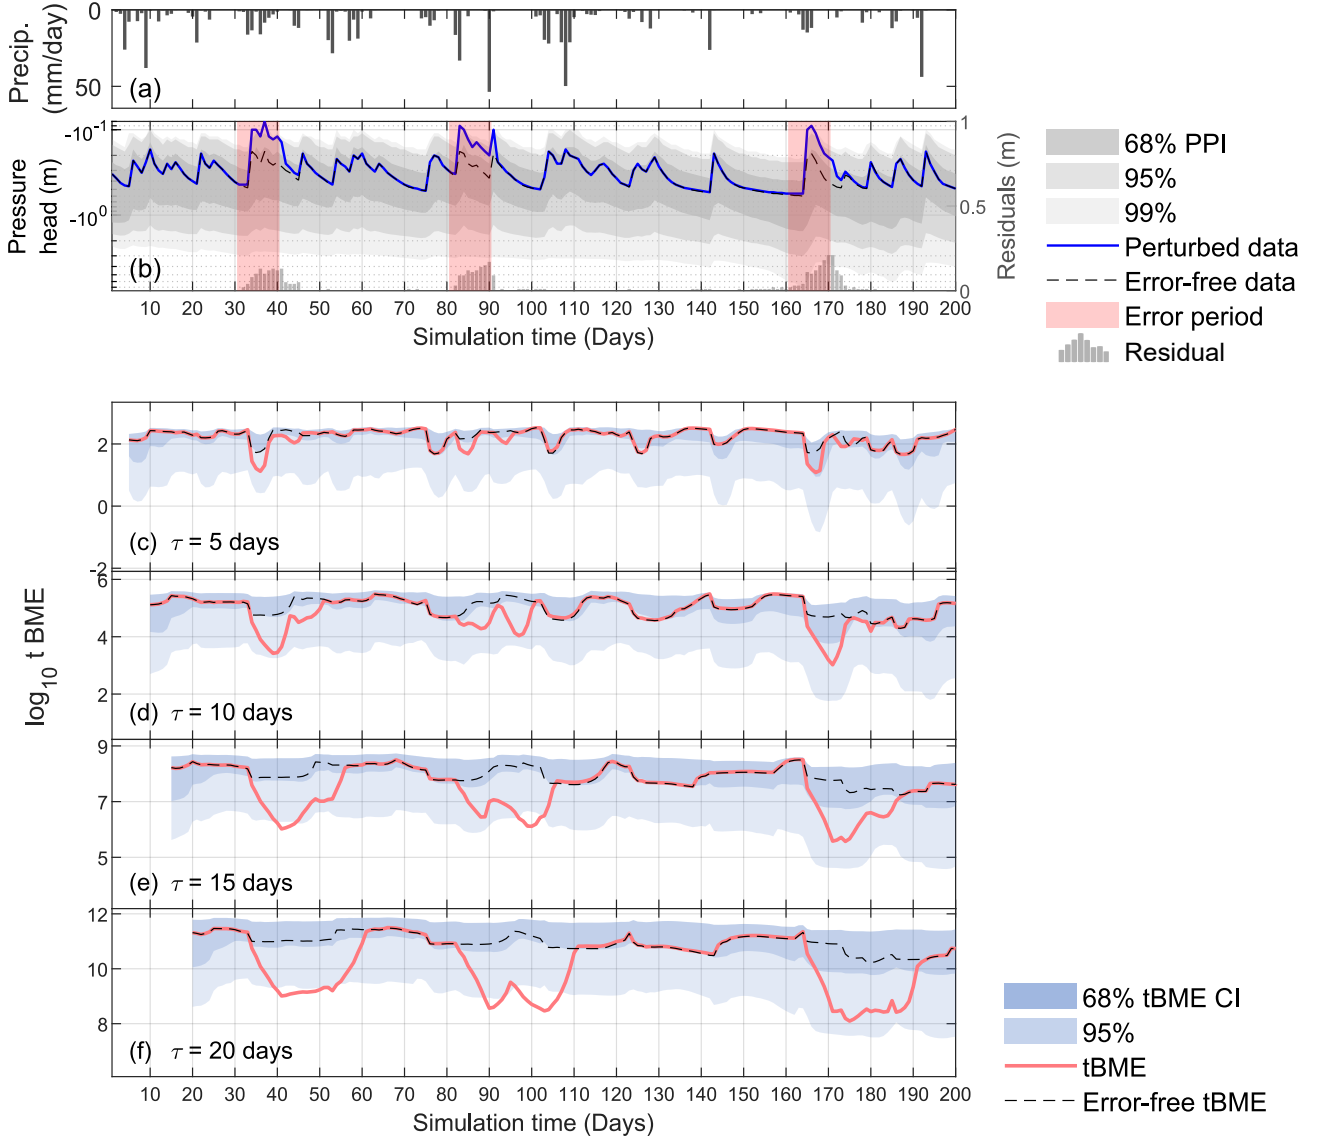 Precip.
(mm/day)
0
50
(a)
Pressure
head (m)
-10^-1
-10^0
(b)
1
0.5
0
Residuals (m)
10 20 30 40 50 60 70 80 90 100 110 120 130 140 150 160 170 180 190 200
Simulation time (Days)
68% PPI
95%
99%
Perturbed data
Error-free data
Error period
Residual
log10 tBME
2
0
-2
(c) τ = 5 days
6
4
2
(d) τ = 10 days
9
7
5
(e) τ = 15 days
12
10
8
(f) τ = 20 days
10 20 30 40 50 60 70 80 90 100 110 120 130 140 150 160 170 180 190 200
Simulation time (Days)
68% tBME CI
95%
tBME
Error-free tBME